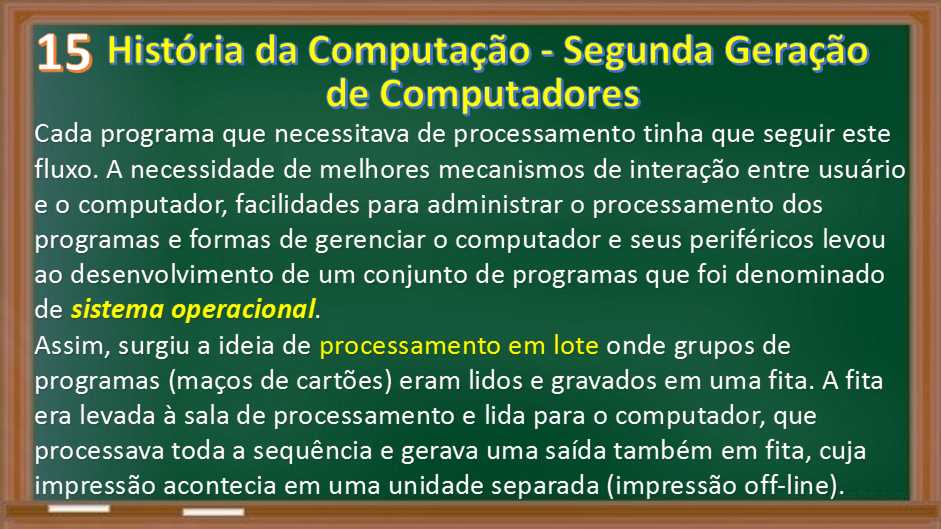 15 História da Computação - Segunda Geração
de Computadores
Cada programa que necessitava de processamento tinha que seguir este
fluxo. A necessidade de melhores mecanismos de interação entre usuário
e o computador, facilidades para administrar o processamento dos
programas e formas de gerenciar o computador e seus periféricos levou
ao desenvolvimento de um conjunto de programas que foi denominado
de sistema operacional.
Assim, surgiu a ideia de processamento em lote onde grupos de
programas (maços de cartões) eram lidos e gravados em uma fita. A fita
era levada à sala de processamento e lida para o computador, que
processava toda a sequência e gerava uma saída também em fita, cuja
impressão acontecia em uma unidade separada (impressão off-line).